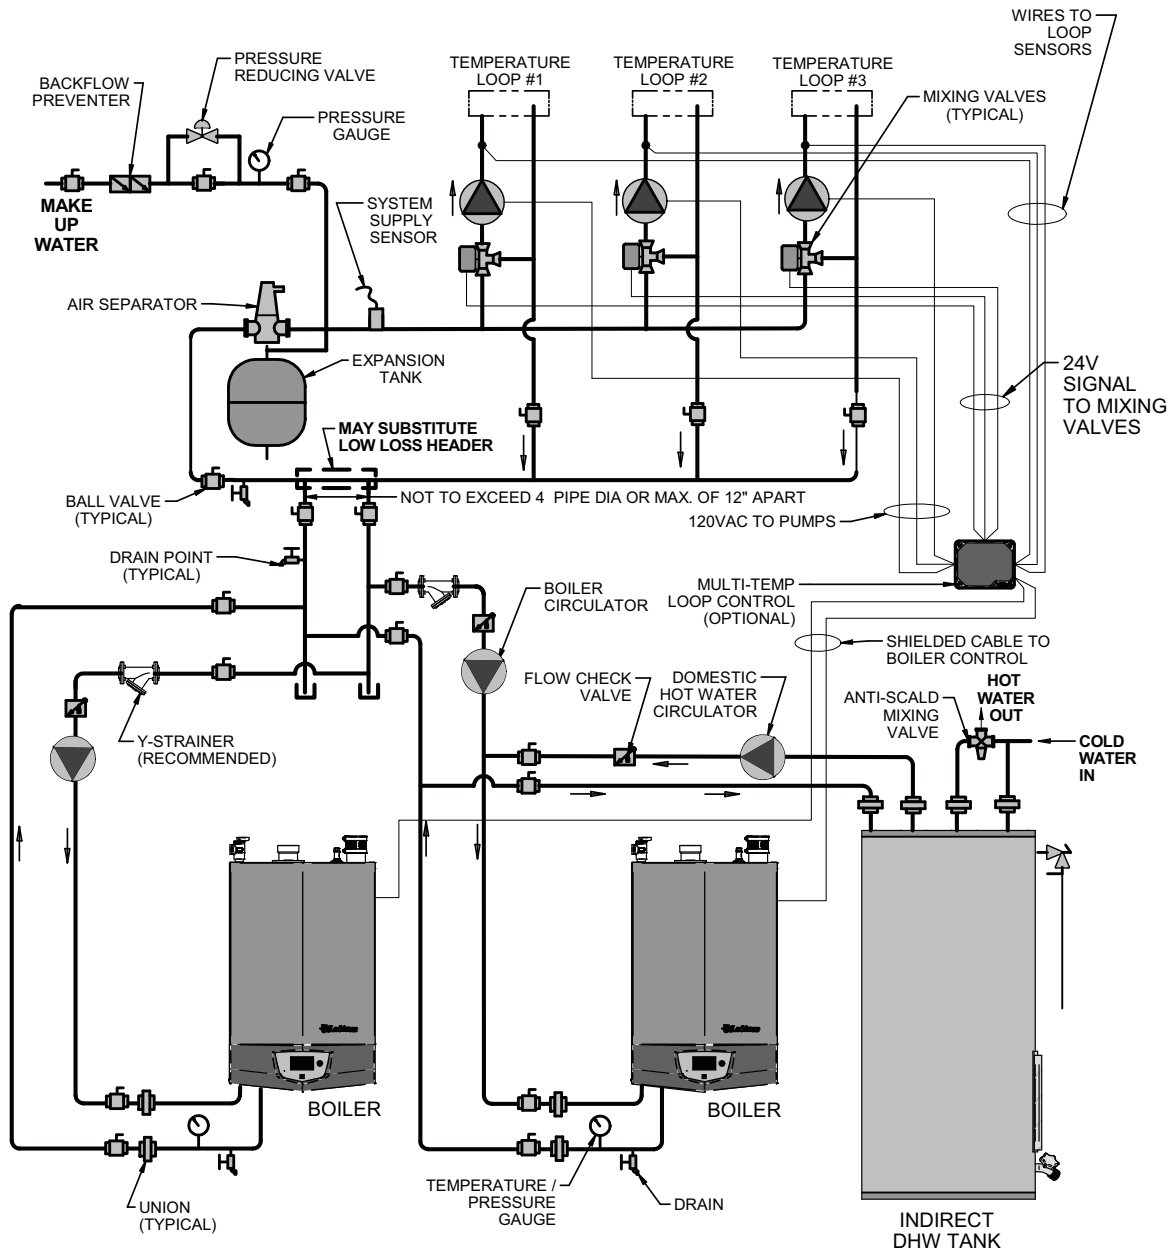 WIRES TO
LOOP
SENSORS
PRESSURE
REDUCING VALVE
BACKFLOW
PREVENTER
PRESSURE
GAUGE
TEMPERATURE
LOOP #1
TEMPERATURE
LOOP #2
TEMPERATURE
LOOP #3
MIXING VALVES
(TYPICAL)
MAKE
UP
WATER
SYSTEM
SUPPLY
SENSOR
AIR SEPARATOR
EXPANSION
TANK
24V
SIGNAL
TO MIXING
VALVES
MAY SUBSTITUTE
LOW LOSS HEADER
BALL VALVE
(TYPICAL)
NOT TO EXCEED 4 PIPE DIA OR MAX. OF 12" APART
120VAC TO PUMPS
DRAIN POINT
(TYPICAL)
BOILER
CIRCULATOR
MULTI-TEMP
LOOP CONTROL
(OPTIONAL)
SHIELDED CABLE TO
BOILER CONTROL
FLOW CHECK
VALVE
DOMESTIC
HOT WATER
CIRCULATOR
ANTI-SCALD
MIXING
VALVE
HOT
WATER
OUT
Y-STRAINER
(RECOMMENDED)
COLD
WATER
IN
BOILER
BOILER
UNION
(TYPICAL)
TEMPERATURE /
PRESSURE
GAUGE
DRAIN
INDIRECT
DHW TANK